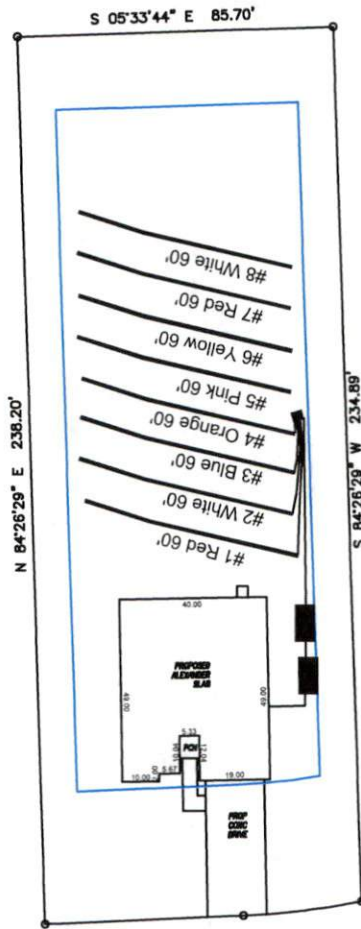 S 05°33'44" E 85.70'
N 84°26'29" E 238.20'
S 84°26'29" W 234.89'
#8 White 60'
#7 Red 60'
#6 Yellow 60'
#5 Pink 60'
#4 Orange 60'
#3 Blue 60'
#2 White 60'
#1 Red 60'
40.00
PROPOSED
ALEXANDER
SLAB
49.00
49.00
5.33
PCH
12.04
5.67
10.00
19.00
PROP
CONC
DRIVE